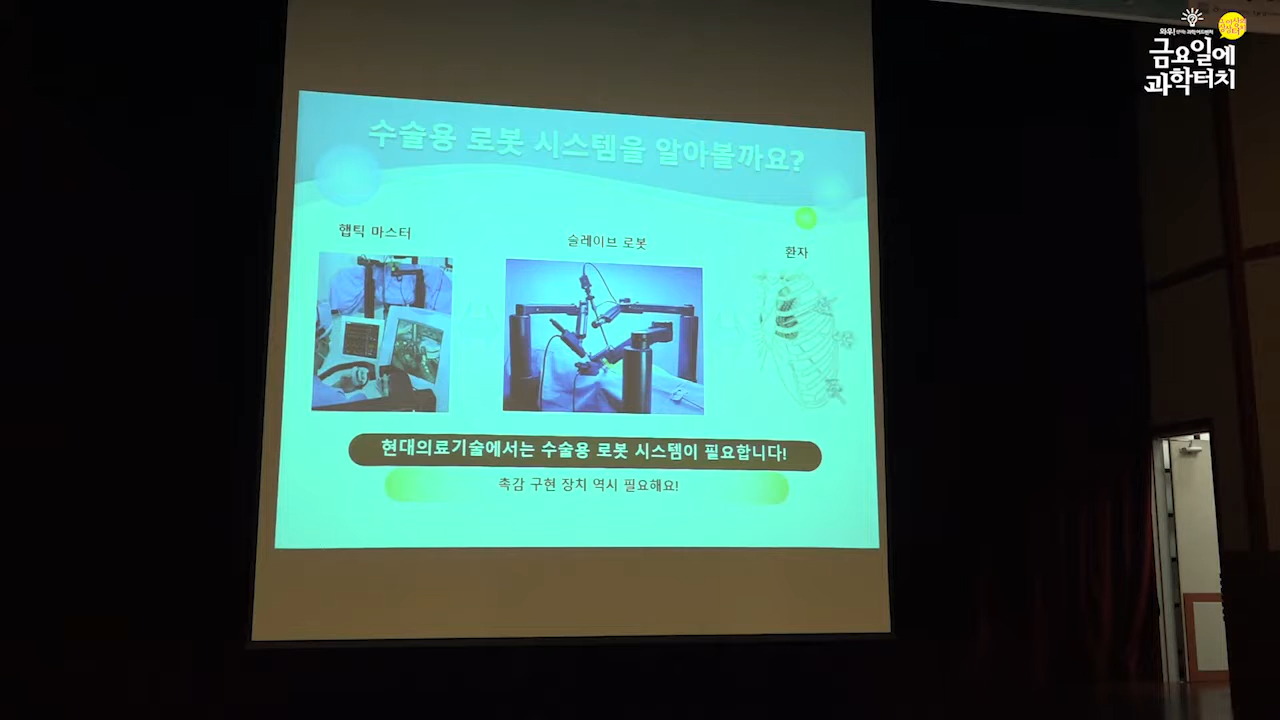 와우!
금요일에
과학터치
수술용 로봇 시스템을 알아볼까요?
햅틱 마스터
슬레이브 로봇
환자
현대의료기술에서는 수술용 로봇 시스템이 필요합니다!
촉감 구현 장치 역시 필요해요!